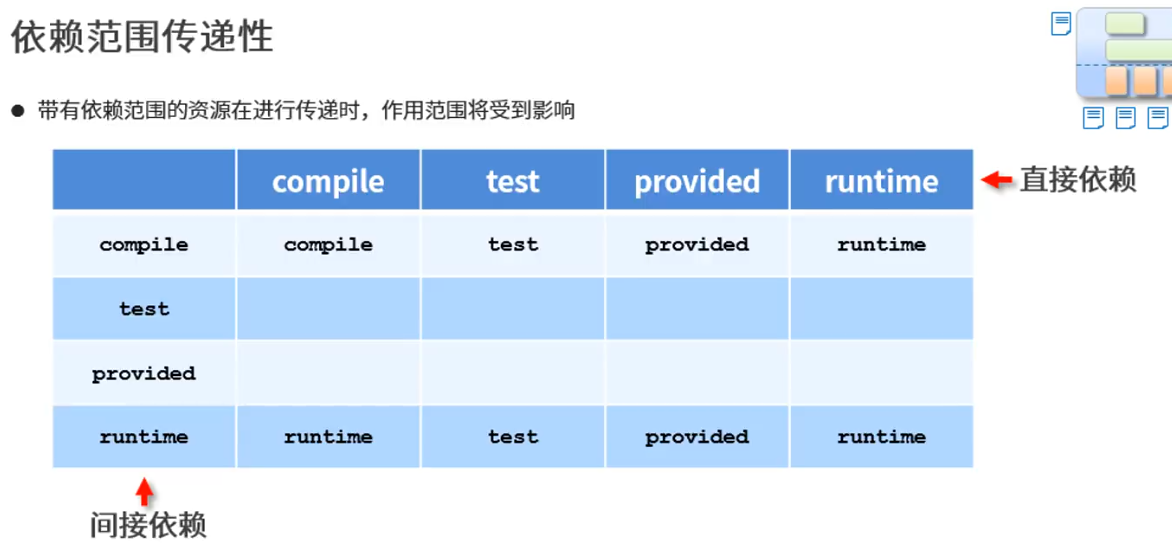 依赖范围传递性
● 带有依赖范围的资源在进行传递时，作用范围将受到影响
compile test provided runtime 直接依赖
compile compile test provided runtime
test
provided
runtime runtime test provided runtime
间接依赖